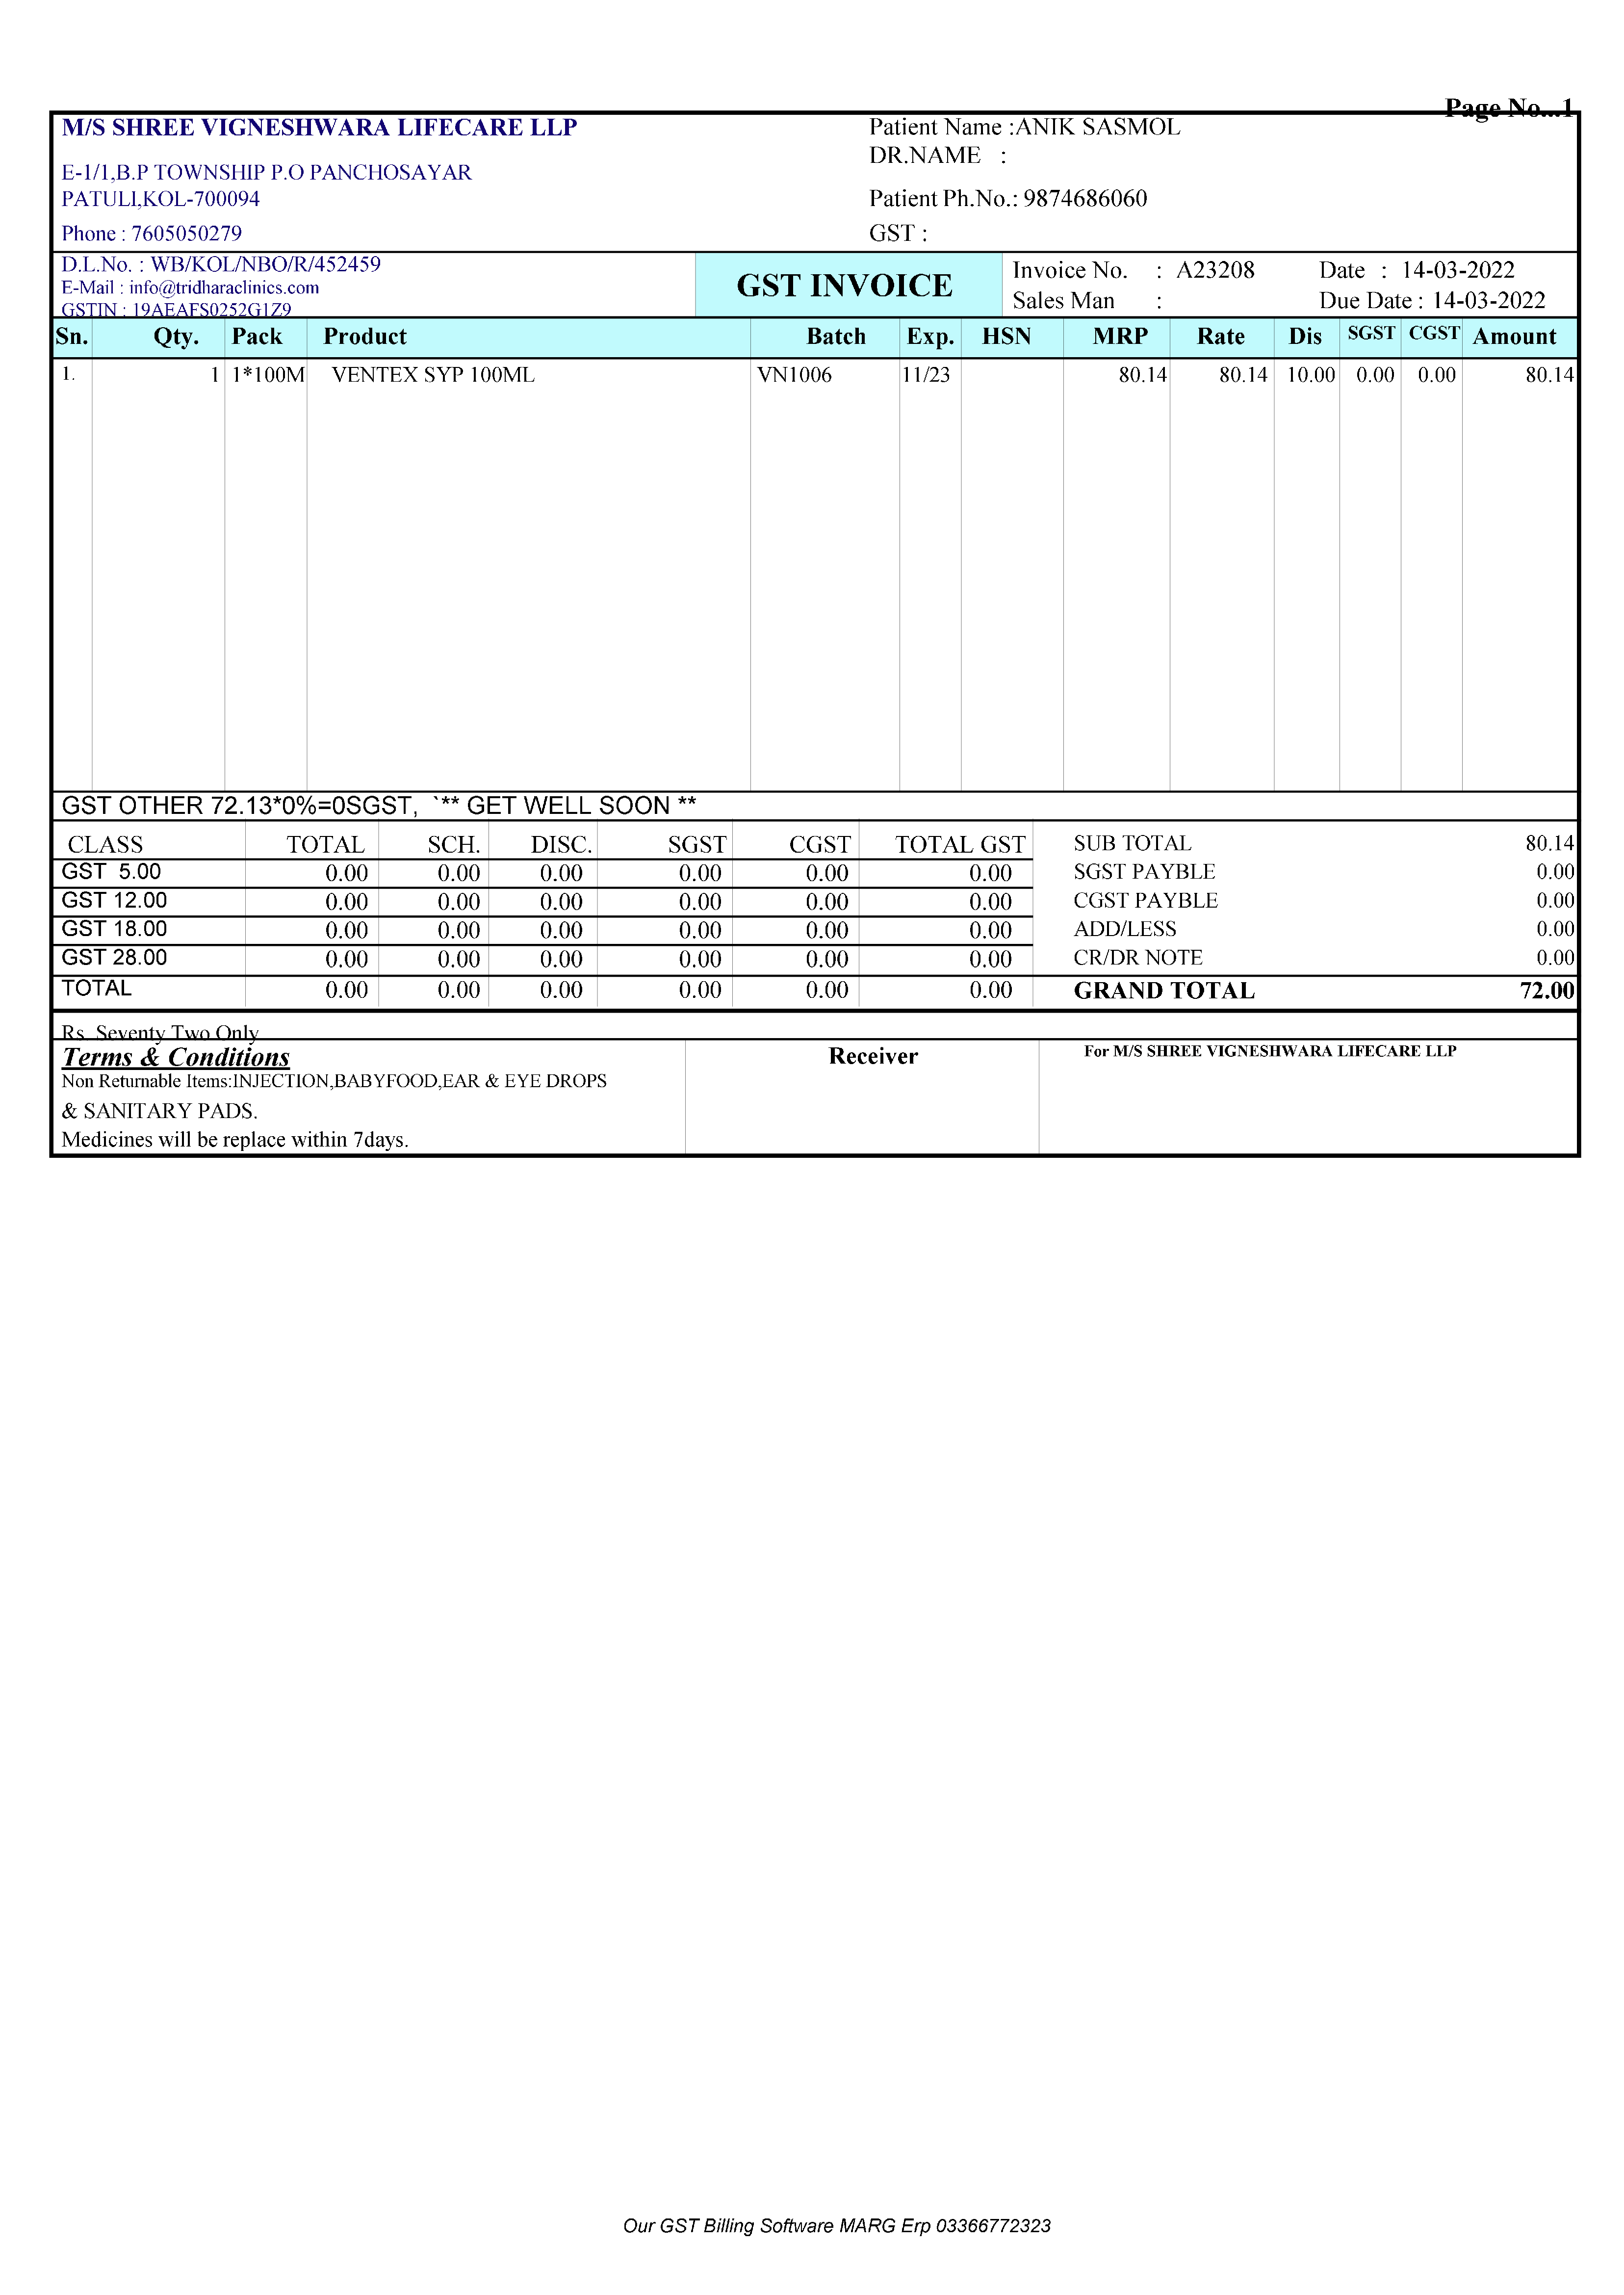 Page No...1
M/S SHREE VIGNESHWARA LIFECARE LLP
E-1/1,B.P TOWNSHIP P.O PANCHOSAYAR
PATULI,KOL-700094
Phone : 7605050279
Patient Name :ANIK SASMOL
DR.NAME :
Patient Ph.No.: 9874686060
GST :
D.L.No. : WB/KOL/NBO/R/452459
E-Mail : info@tridharaclinics.com
GSTIN : 19AEAFS0252G1Z9
GST INVOICE
Invoice No. : A23208 Date : 14-03-2022
Sales Man : Due Date : 14-03-2022
Sn. Qty. Pack Product Batch Exp. HSN MRP Rate Dis SGST CGST Amount
1. 1 1*100M VENTEX SYP 100ML VN1006 11/23 80.14 80.14 10.00 0.00 0.00 80.14
GST OTHER 72.13*0%=0SGST, `** GET WELL SOON **
CLASS TOTAL SCH. DISC. SGST CGST TOTAL GST
GST 5.00 0.00 0.00 0.00 0.00 0.00 0.00
GST 12.00 0.00 0.00 0.00 0.00 0.00 0.00
GST 18.00 0.00 0.00 0.00 0.00 0.00 0.00
GST 28.00 0.00 0.00 0.00 0.00 0.00 0.00
TOTAL 0.00 0.00 0.00 0.00 0.00 0.00
SUB TOTAL 80.14
SGST PAYBLE 0.00
CGST PAYBLE 0.00
ADD/LESS 0.00
CR/DR NOTE 0.00
GRAND TOTAL 72.00
Rs. Seventy Two Only
Terms & Conditions
Non Returnable Items:INJECTION,BABYFOOD,EAR & EYE DROPS
& SANITARY PADS.
Medicines will be replace within 7days.
Receiver
For M/S SHREE VIGNESHWARA LIFECARE LLP
Our GST Billing Software MARG Erp 03366772323